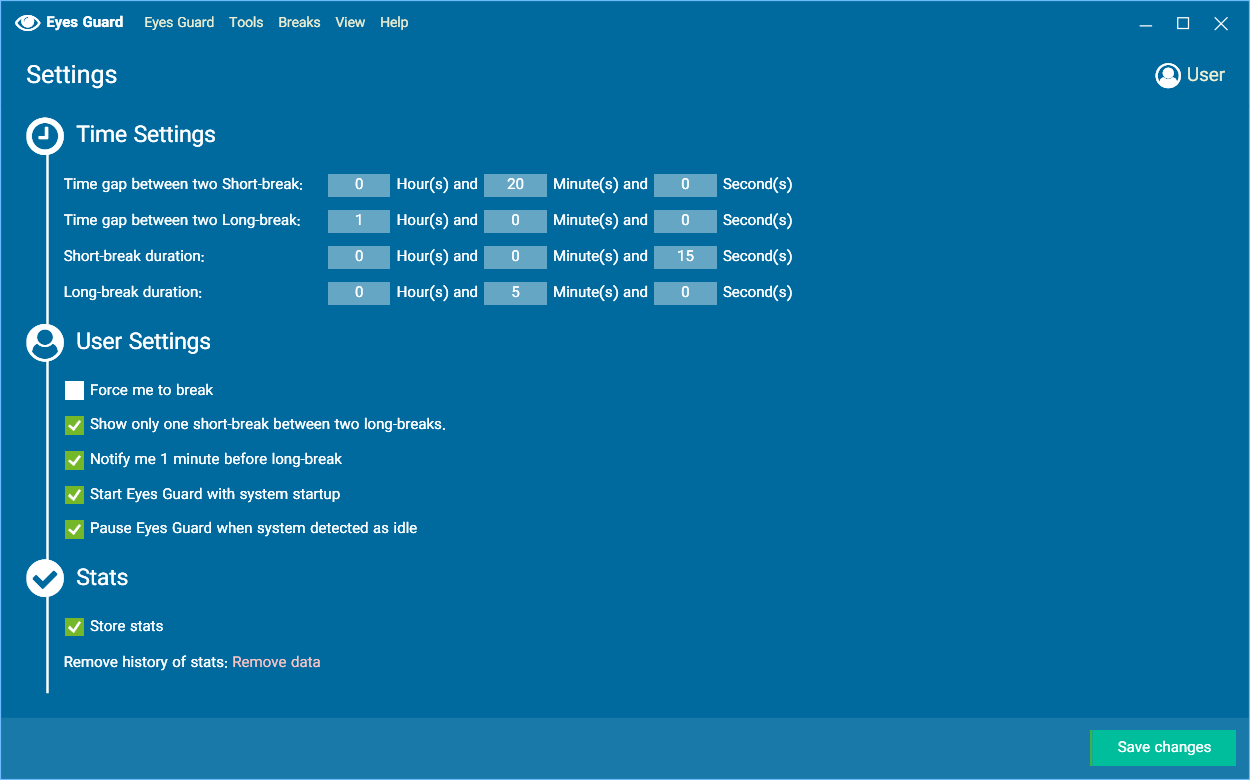 Eyes Guard Eyes Guard Tools Breaks View Help
Settings
User
Time Settings
Time gap between two Short-break: 0 Hour(s) and 20 Minute(s) and 0 Second(s)
Time gap between two Long-break: 1 Hour(s) and 0 Minute(s) and 0 Second(s)
Short-break duration: 0 Hour(s) and 0 Minute(s) and 15 Second(s)
Long-break duration: 0 Hour(s) and 5 Minute(s) and 0 Second(s)
User Settings
Force me to break
Show only one short-break between two long-breaks.
Notify me 1 minute before long-break
Start Eyes Guard with system startup
Pause Eyes Guard when system detected as idle
Stats
Store stats
Remove history of stats: Remove data
Save changes